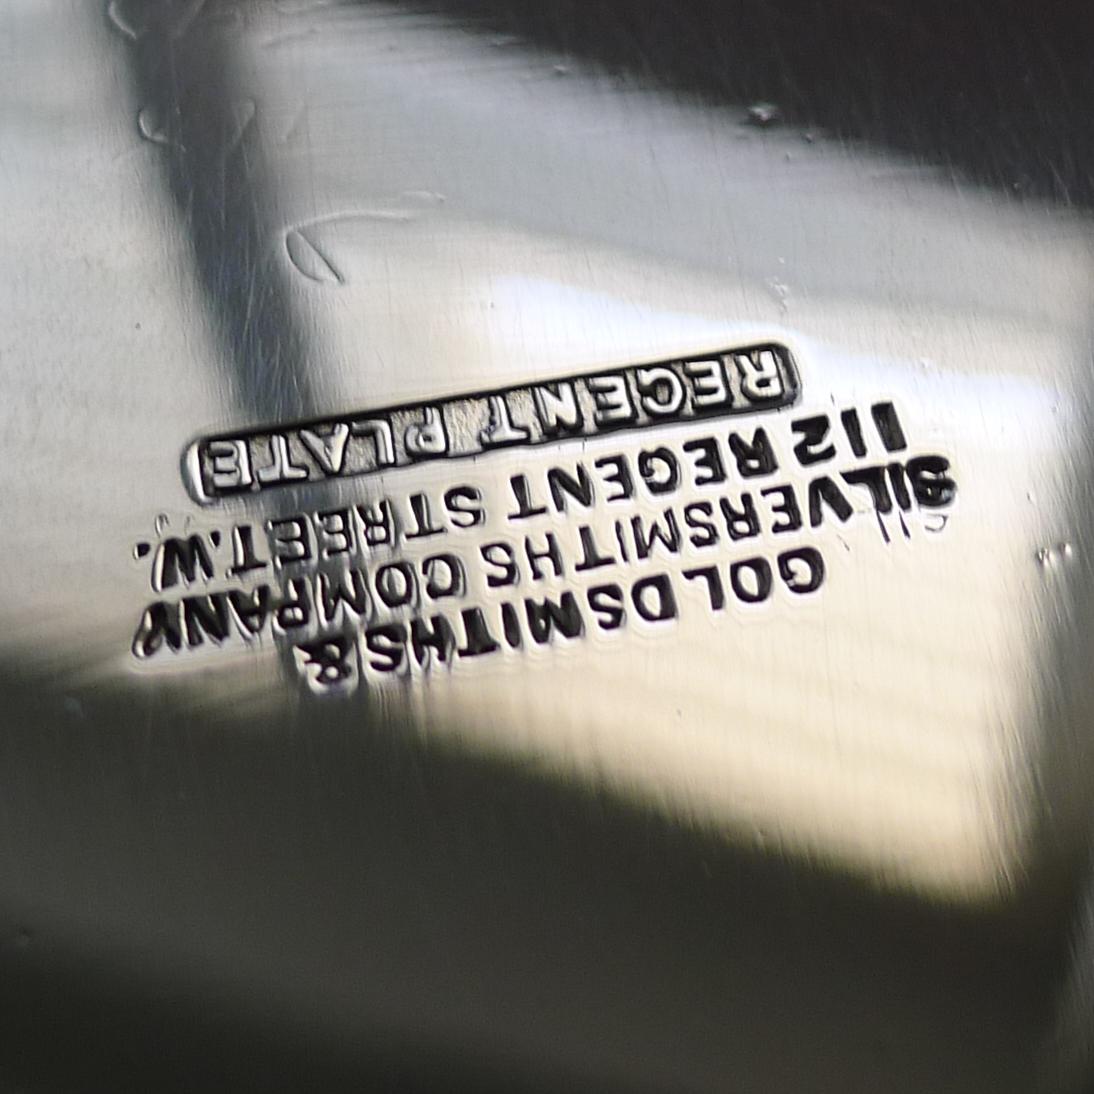 GOLDSMITHS &
SILVERSMITHS COMPANY
112 REGENT STREET.W.
REGENT PLATE